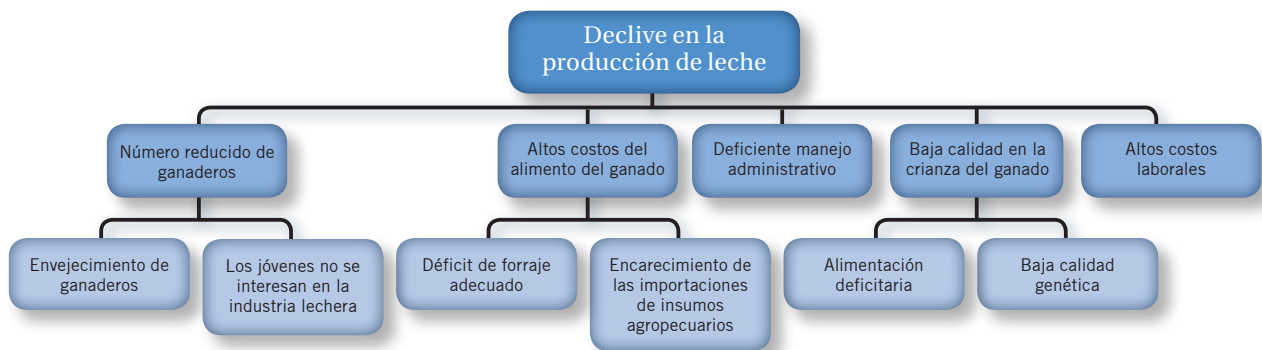 Declive en la
producción de leche
Número reducido de
ganaderos
Altos costos del
alimento del ganado
Deficiente manejo
administrativo
Baja calidad en la
crianza del ganado
Altos costos
laborales
Envejecimiento de
ganaderos
Los jóvenes no se
interesan en la
industria lechera
Déficit de forraje
adecuado
Encarecimiento de
las importaciones
de insumos
agropecuarios
Alimentación
deficitaria
Baja calidad
genética